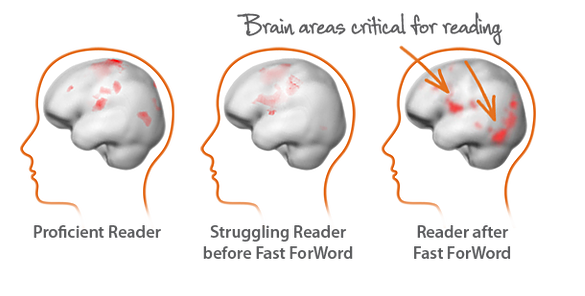 Brain areas critical for reading
Proficient Reader
Struggling Reader
before Fast ForWord
Reader after
Fast ForWord